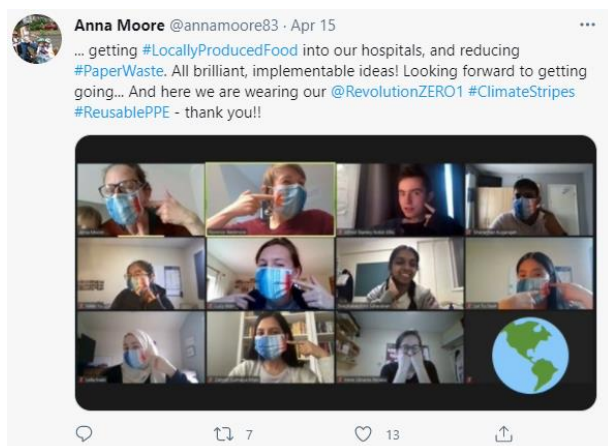 Anna Moore @annamoore83 · Apr 15
... getting #LocallyProducedFood into our hospitals, and reducing
#PaperWaste. All brilliant, implementable ideas! Looking forward to getting
going... And here we are wearing our @RevolutionZERO1 #ClimateStripes
#ReusablePPE - thank you!!
7
13